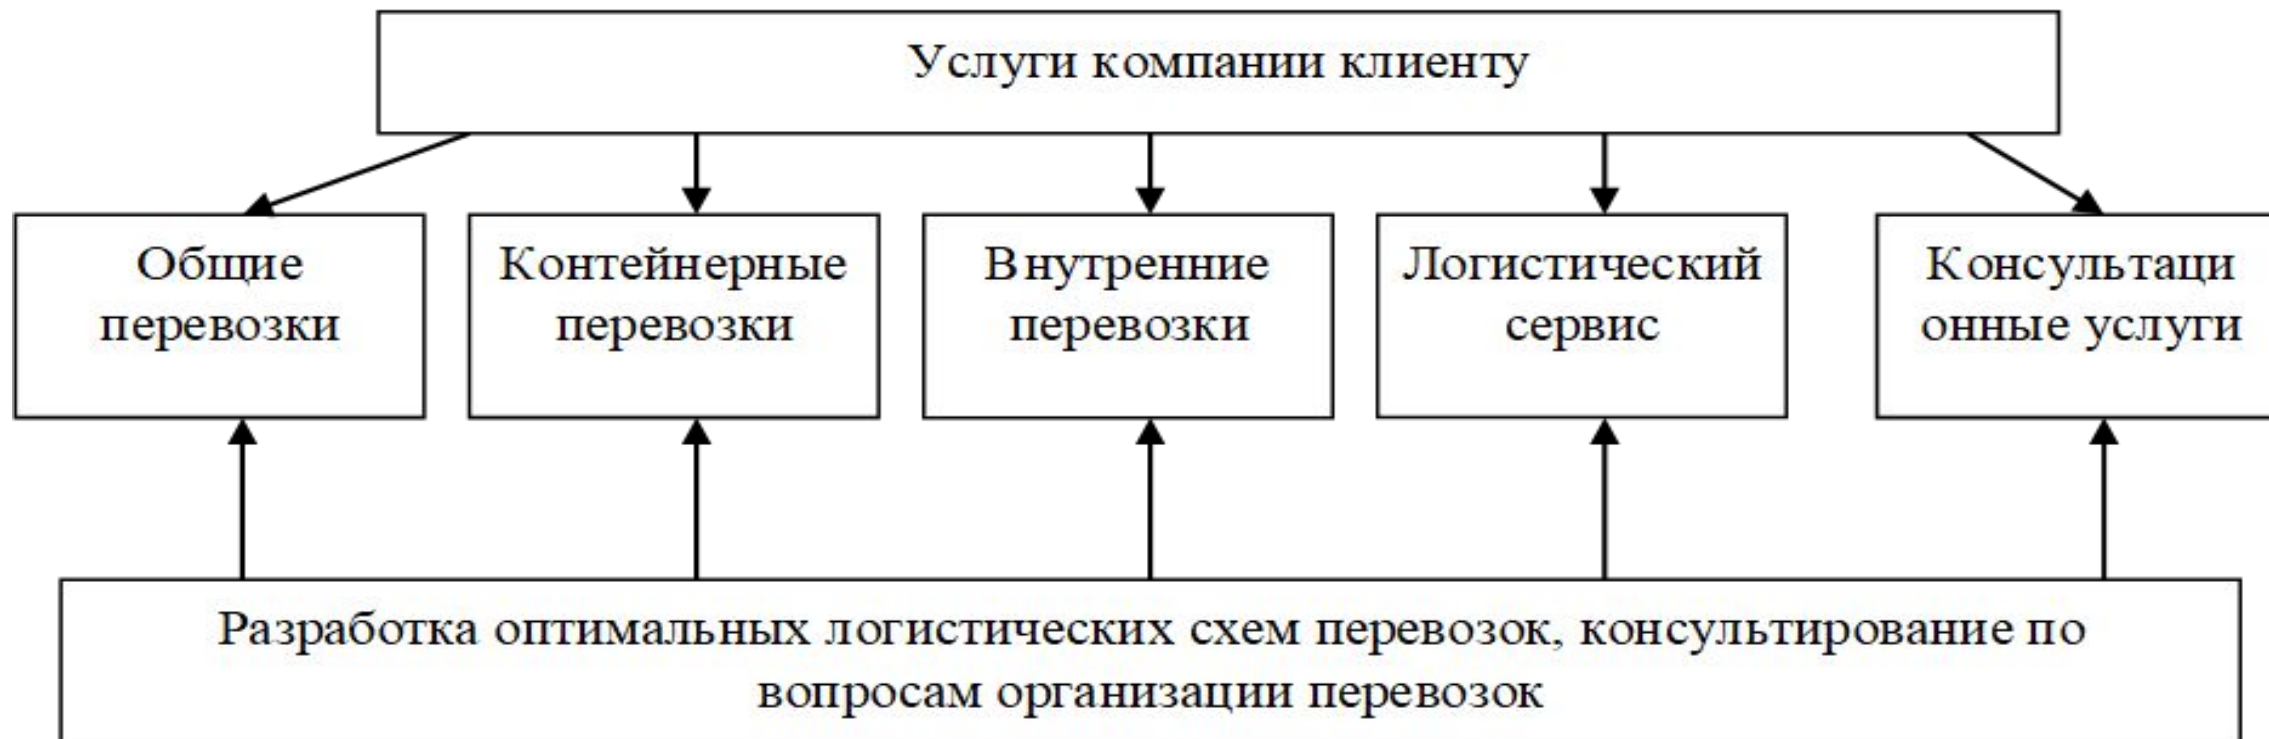 Услуги компании клиенту
Общие
перевозки
Контейнерные
перевозки
Внутренние
перевозки
Логистический
сервис
Консультаци
онные услуги
Разработка оптимальных логистических схем перевозок, консультирование по
вопросам организации перевозок